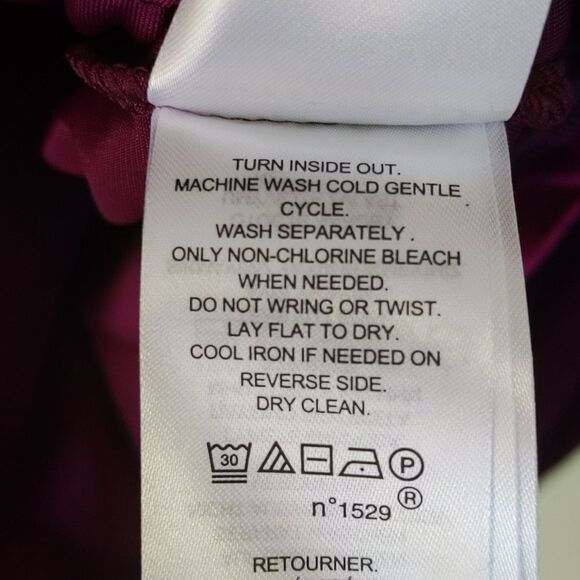 TURN INSIDE OUT.
MACHINE WASH COLD GENTLE
CYCLE.
WASH SEPARATELY.
ONLY NON-CHLORINE BLEACH
WHEN NEEDED.
DO NOT WRING OR TWIST.
LAY FLAT TO DRY.
COOL IRON IF NEEDED ON
REVERSE SIDE.
DRY CLEAN.
30 P
n°1529 ®
RETOURNER.